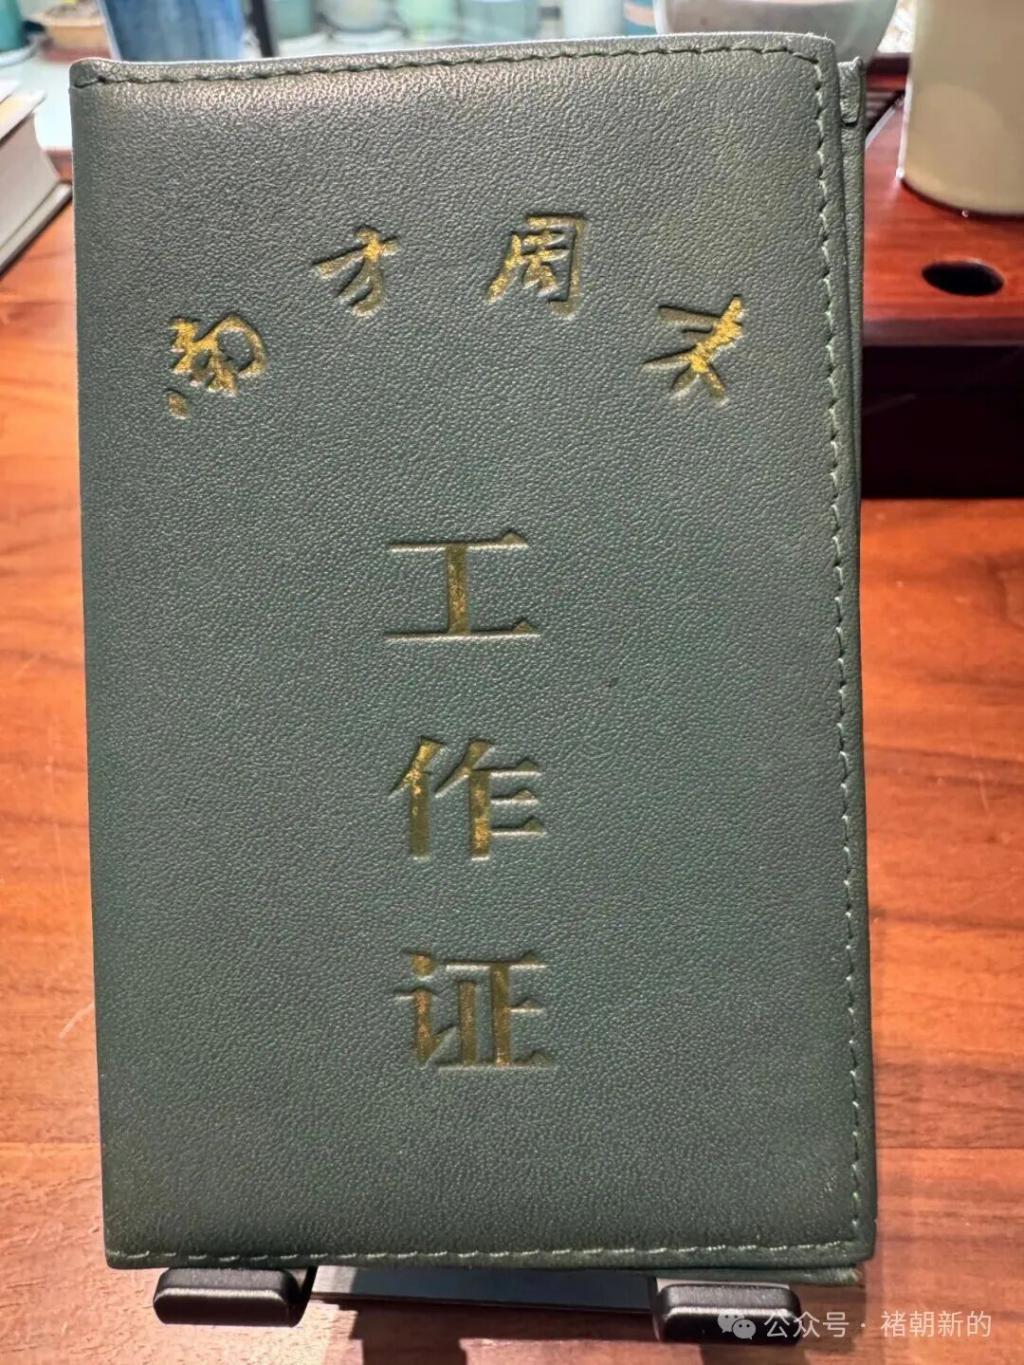 南方周末
工作证
公众号 · 褚朝新的